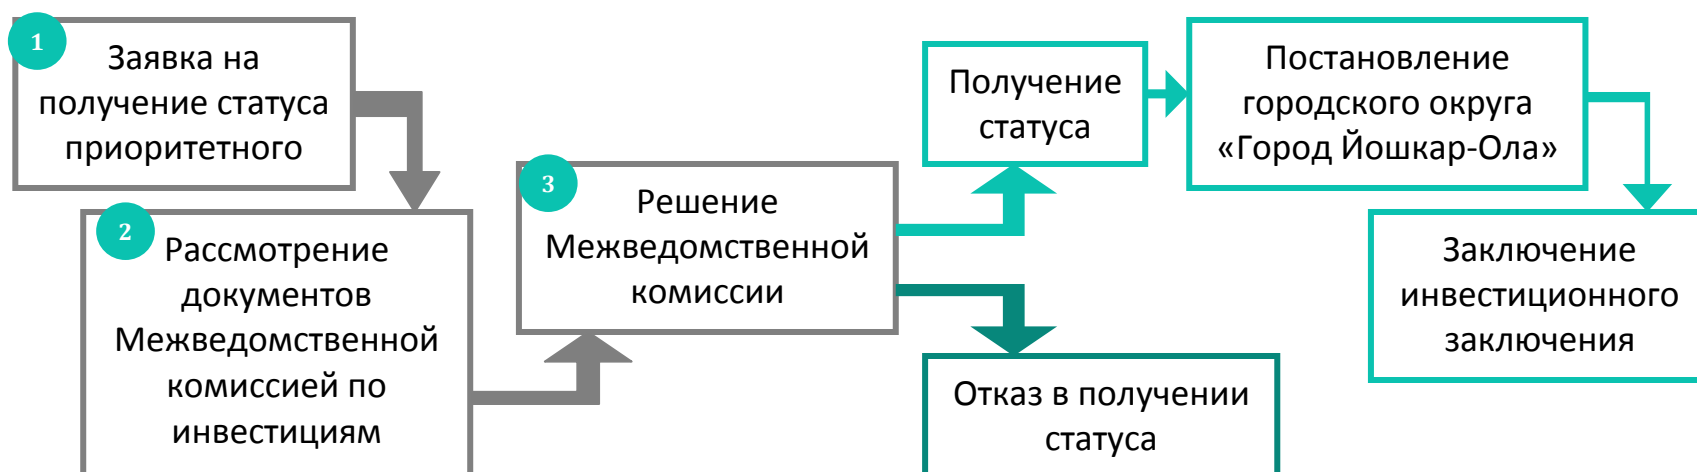 1
Заявка на
получение статуса
приоритетного
2
Рассмотрение
документов
Межведомственной
комиссией по
инвестициям
3
Решение
Межведомственной
комиссии
Получение
статуса
Постановление
городского округа
«Город Йошкар-Ола»
Заключение
инвестиционного
заключения
Отказ в получении
статуса